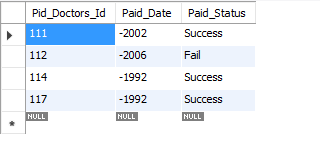 Pid_Doctors_Id Paid_Date Paid_Status
111 -2002 Success
112 -2006 Fail
114 -1992 Success
117 -1992 Success
NULL NULL NULL